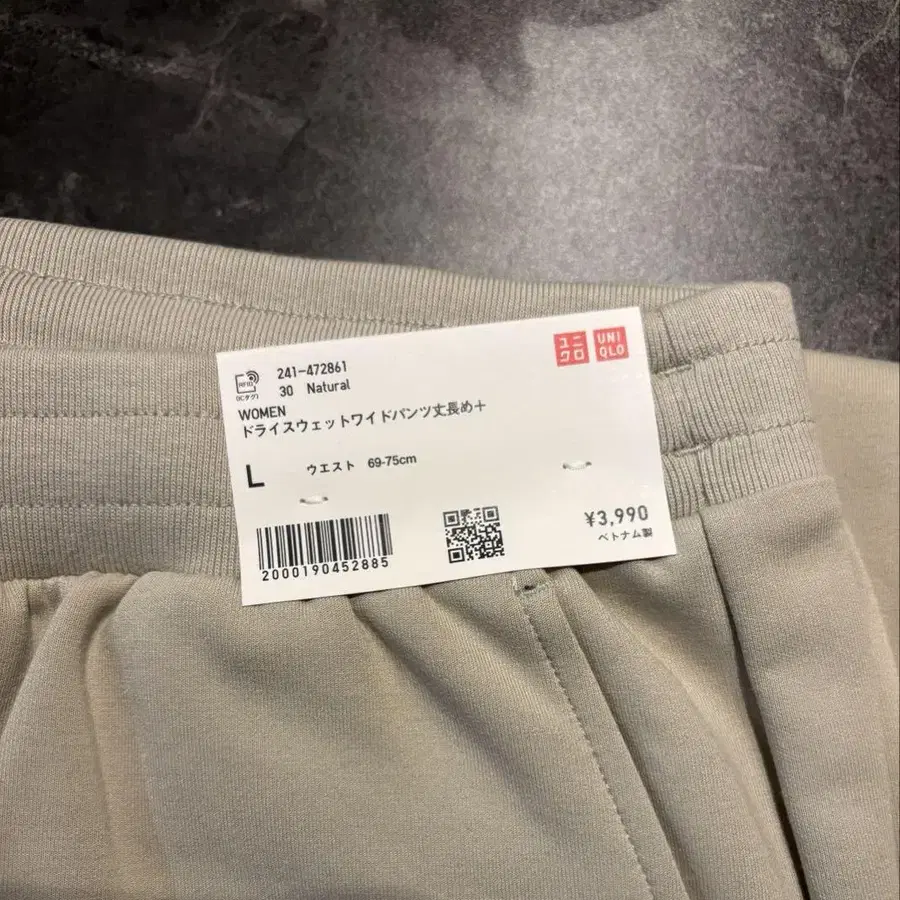 ユニ
クロ
UNI
QLO
RFID
(ICタグ)
241-472861
30 Natural
WOMEN
ドライスウェットワイドパンツ丈長め+
L ウエスト 69-75cm
2000190452885
¥3,990
ベトナム製